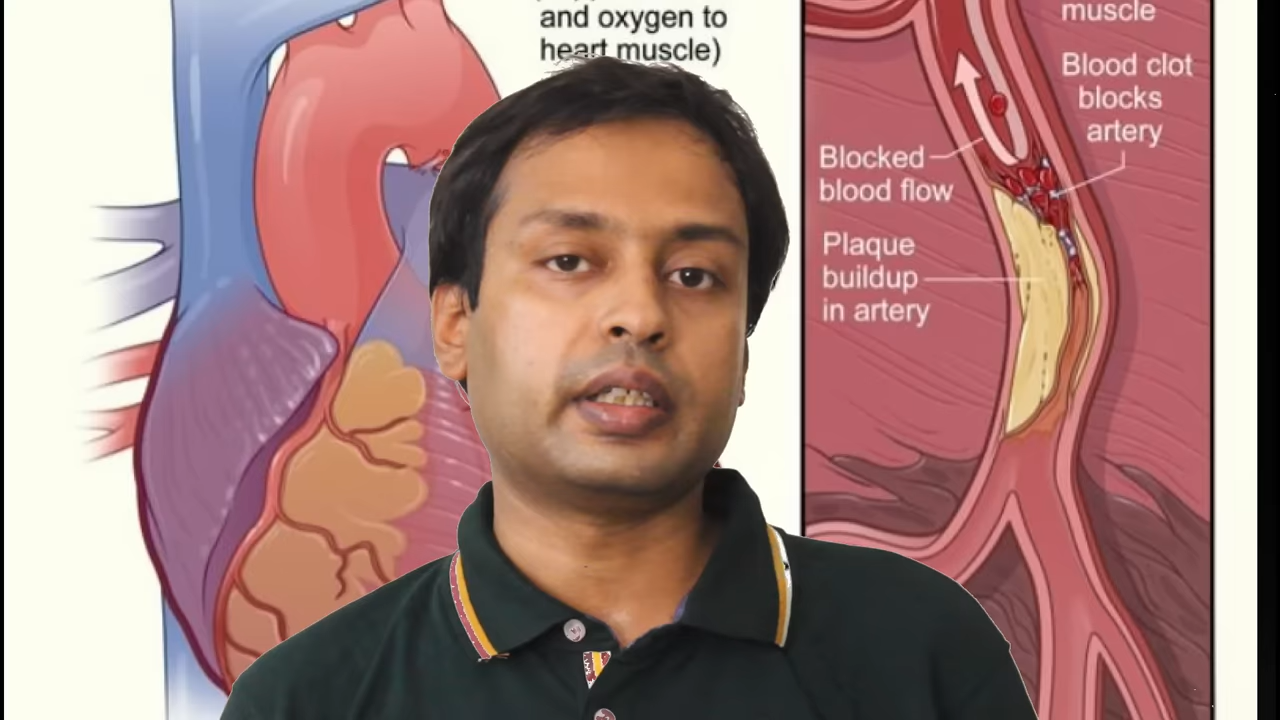 and oxygen to
heart muscle)
muscle
Blood clot
blocks
artery
Blocked
blood flow
Plaque
buildup
in artery